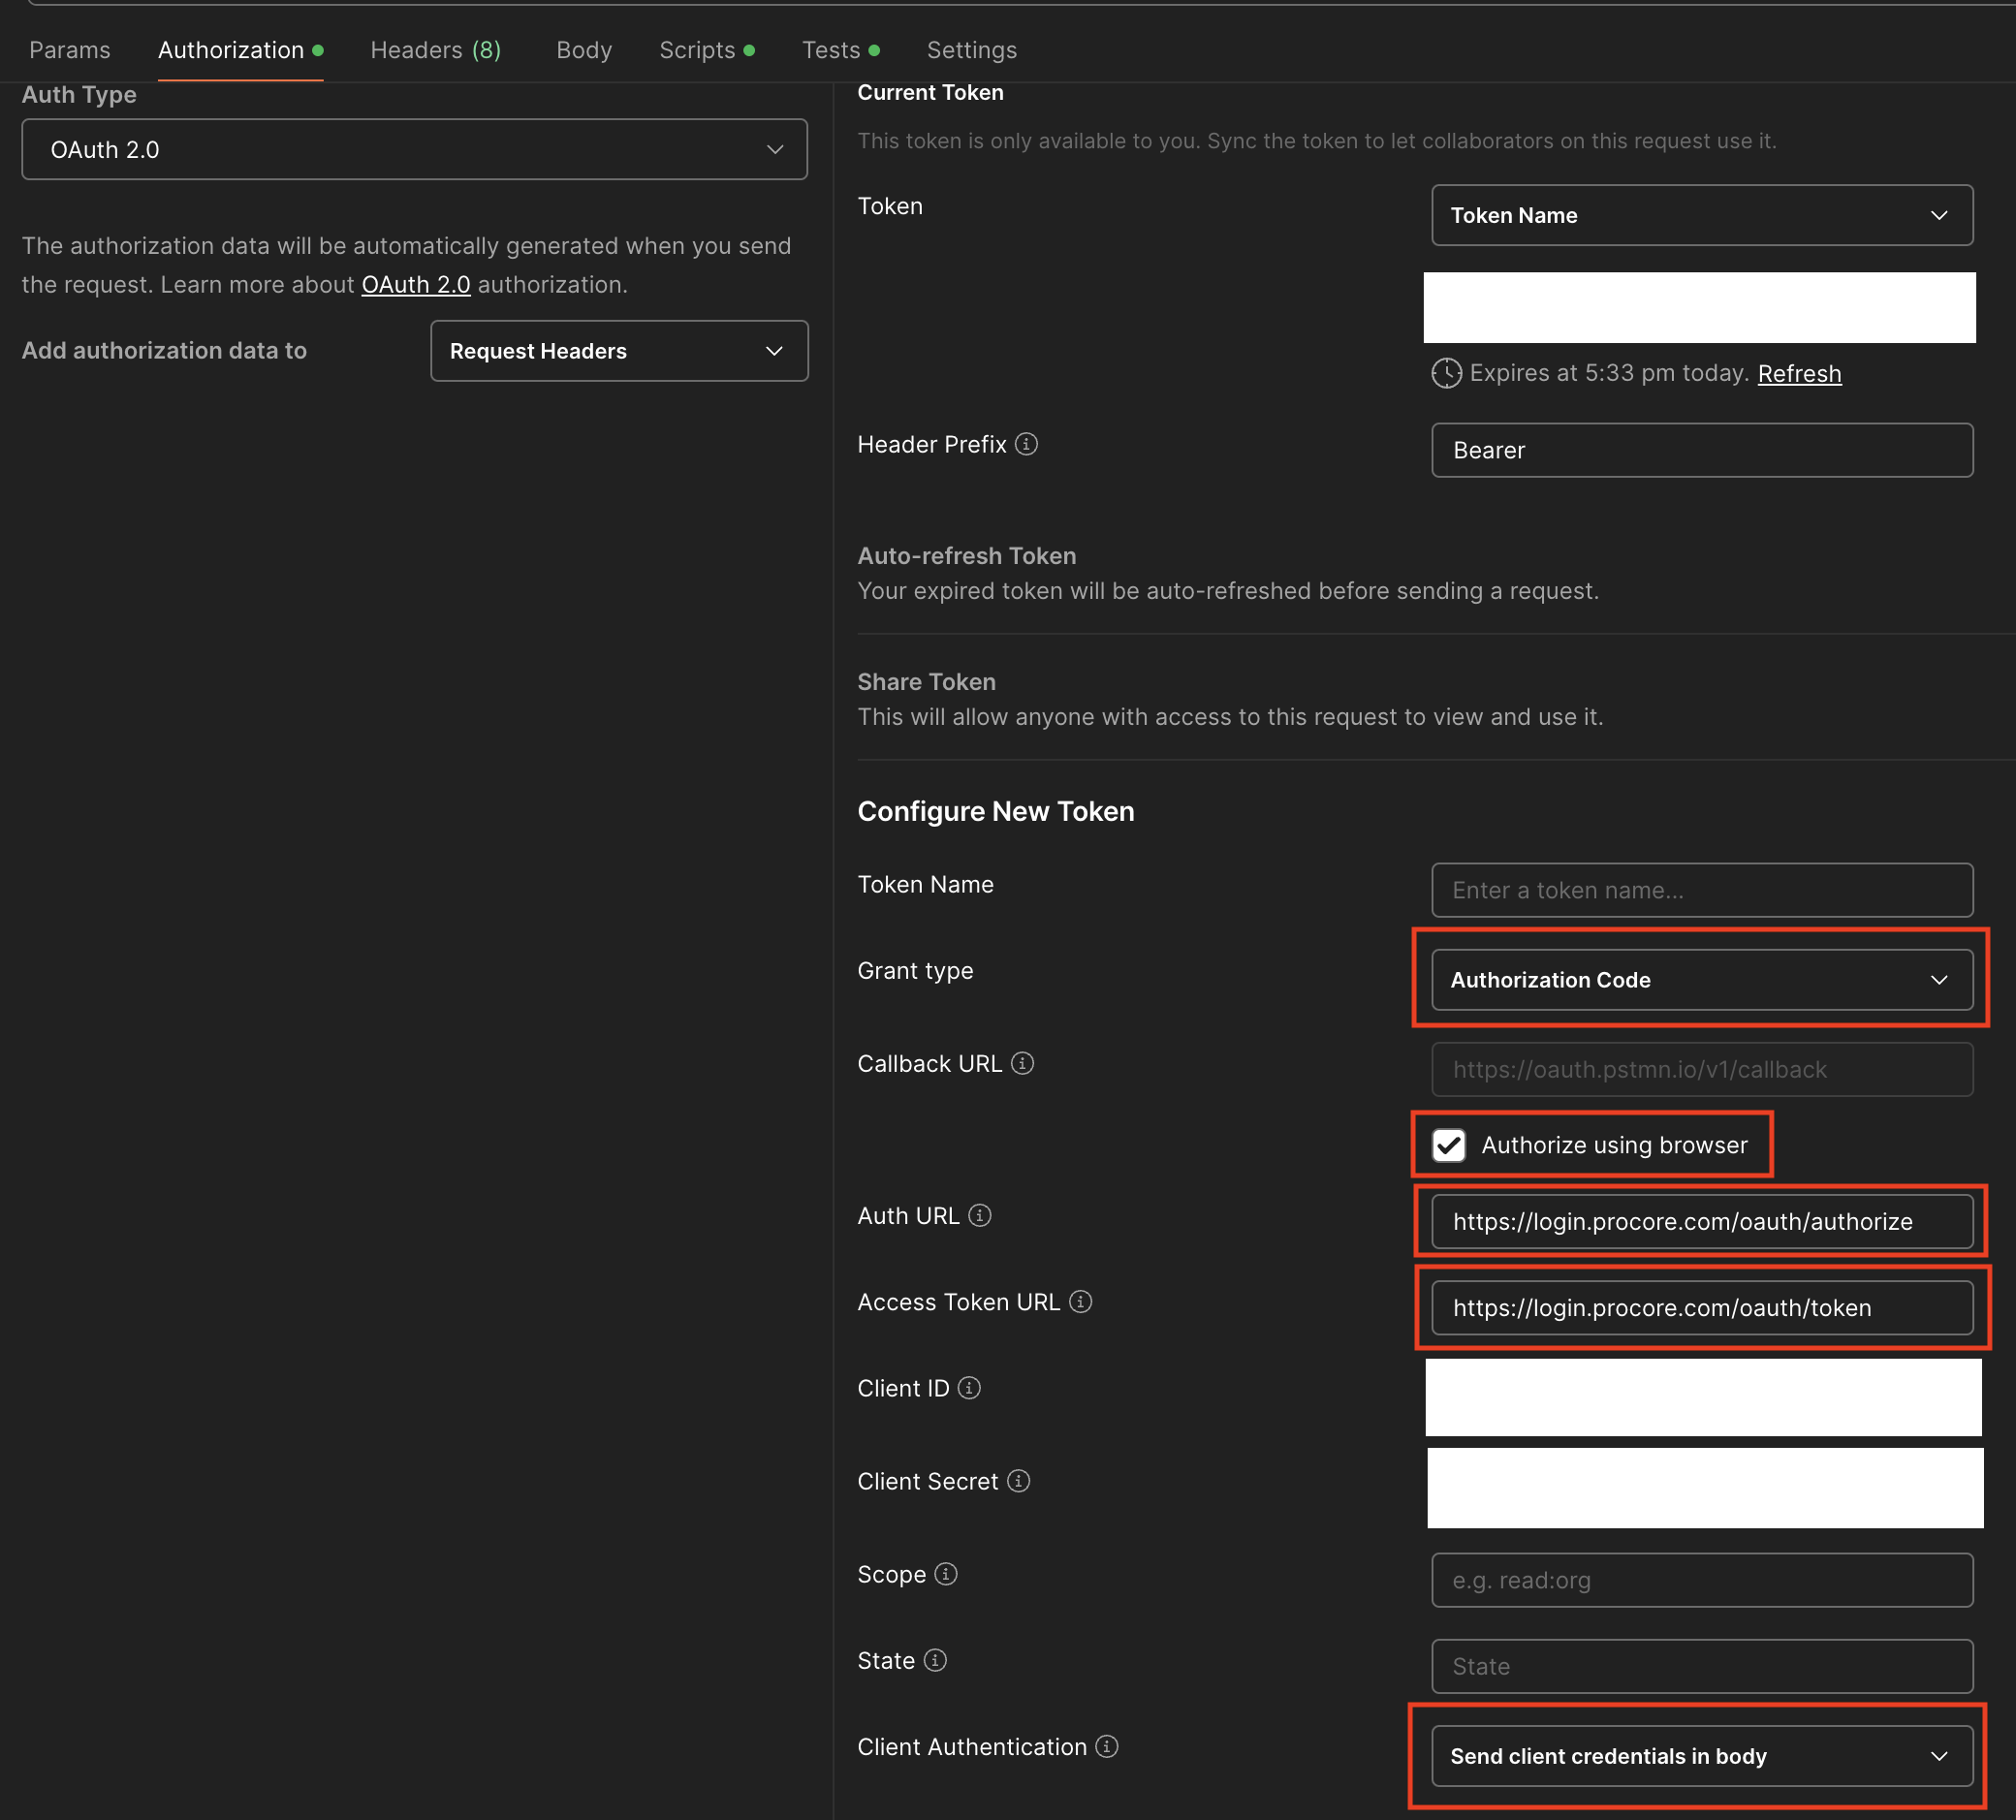 Params Authorization Headers (8) Body Scripts Tests Settings
Auth Type
OAuth 2.0
The authorization data will be automatically generated when you send
the request. Learn more about OAuth 2.0 authorization.
Add authorization data to Request Headers
Current Token
This token is only available to you. Sync the token to let collaborators on this request use it.
Token Token Name
Expires at 5:33 pm today. Refresh
Header Prefix Bearer
Auto-refresh Token
Your expired token will be auto-refreshed before sending a request.
Share Token
This will allow anyone with access to this request to view and use it.
Configure New Token
Token Name Enter a token name...
Grant type Authorization Code
Callback URL https://oauth.pstmn.io/v1/callback
Authorize using browser
Auth URL https://login.procore.com/oauth/authorize
Access Token URL https://login.procore.com/oauth/token
Client ID
Client Secret
Scope e.g. read:org
State State
Client Authentication Send client credentials in body